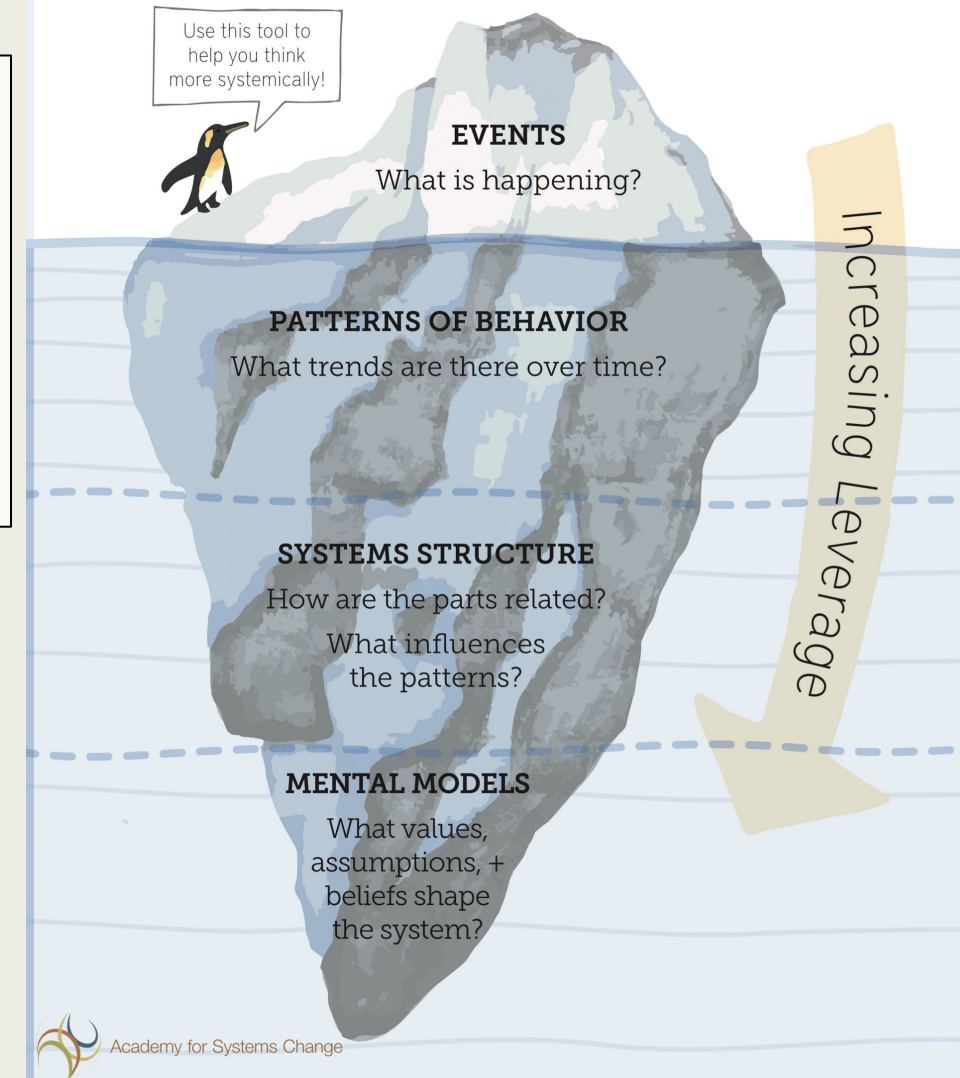 Use this tool to
help you think
more systemically!
EVENTS
What is happening?
PATTERNS OF BEHAVIOR
What trends are there over time?
SYSTEMS STRUCTURE
How are the parts related?
What influences
the patterns?
MENTAL MODELS
What values,
assumptions, +
beliefs shape
the system?
Increasing Leverage
Academy for Systems Change